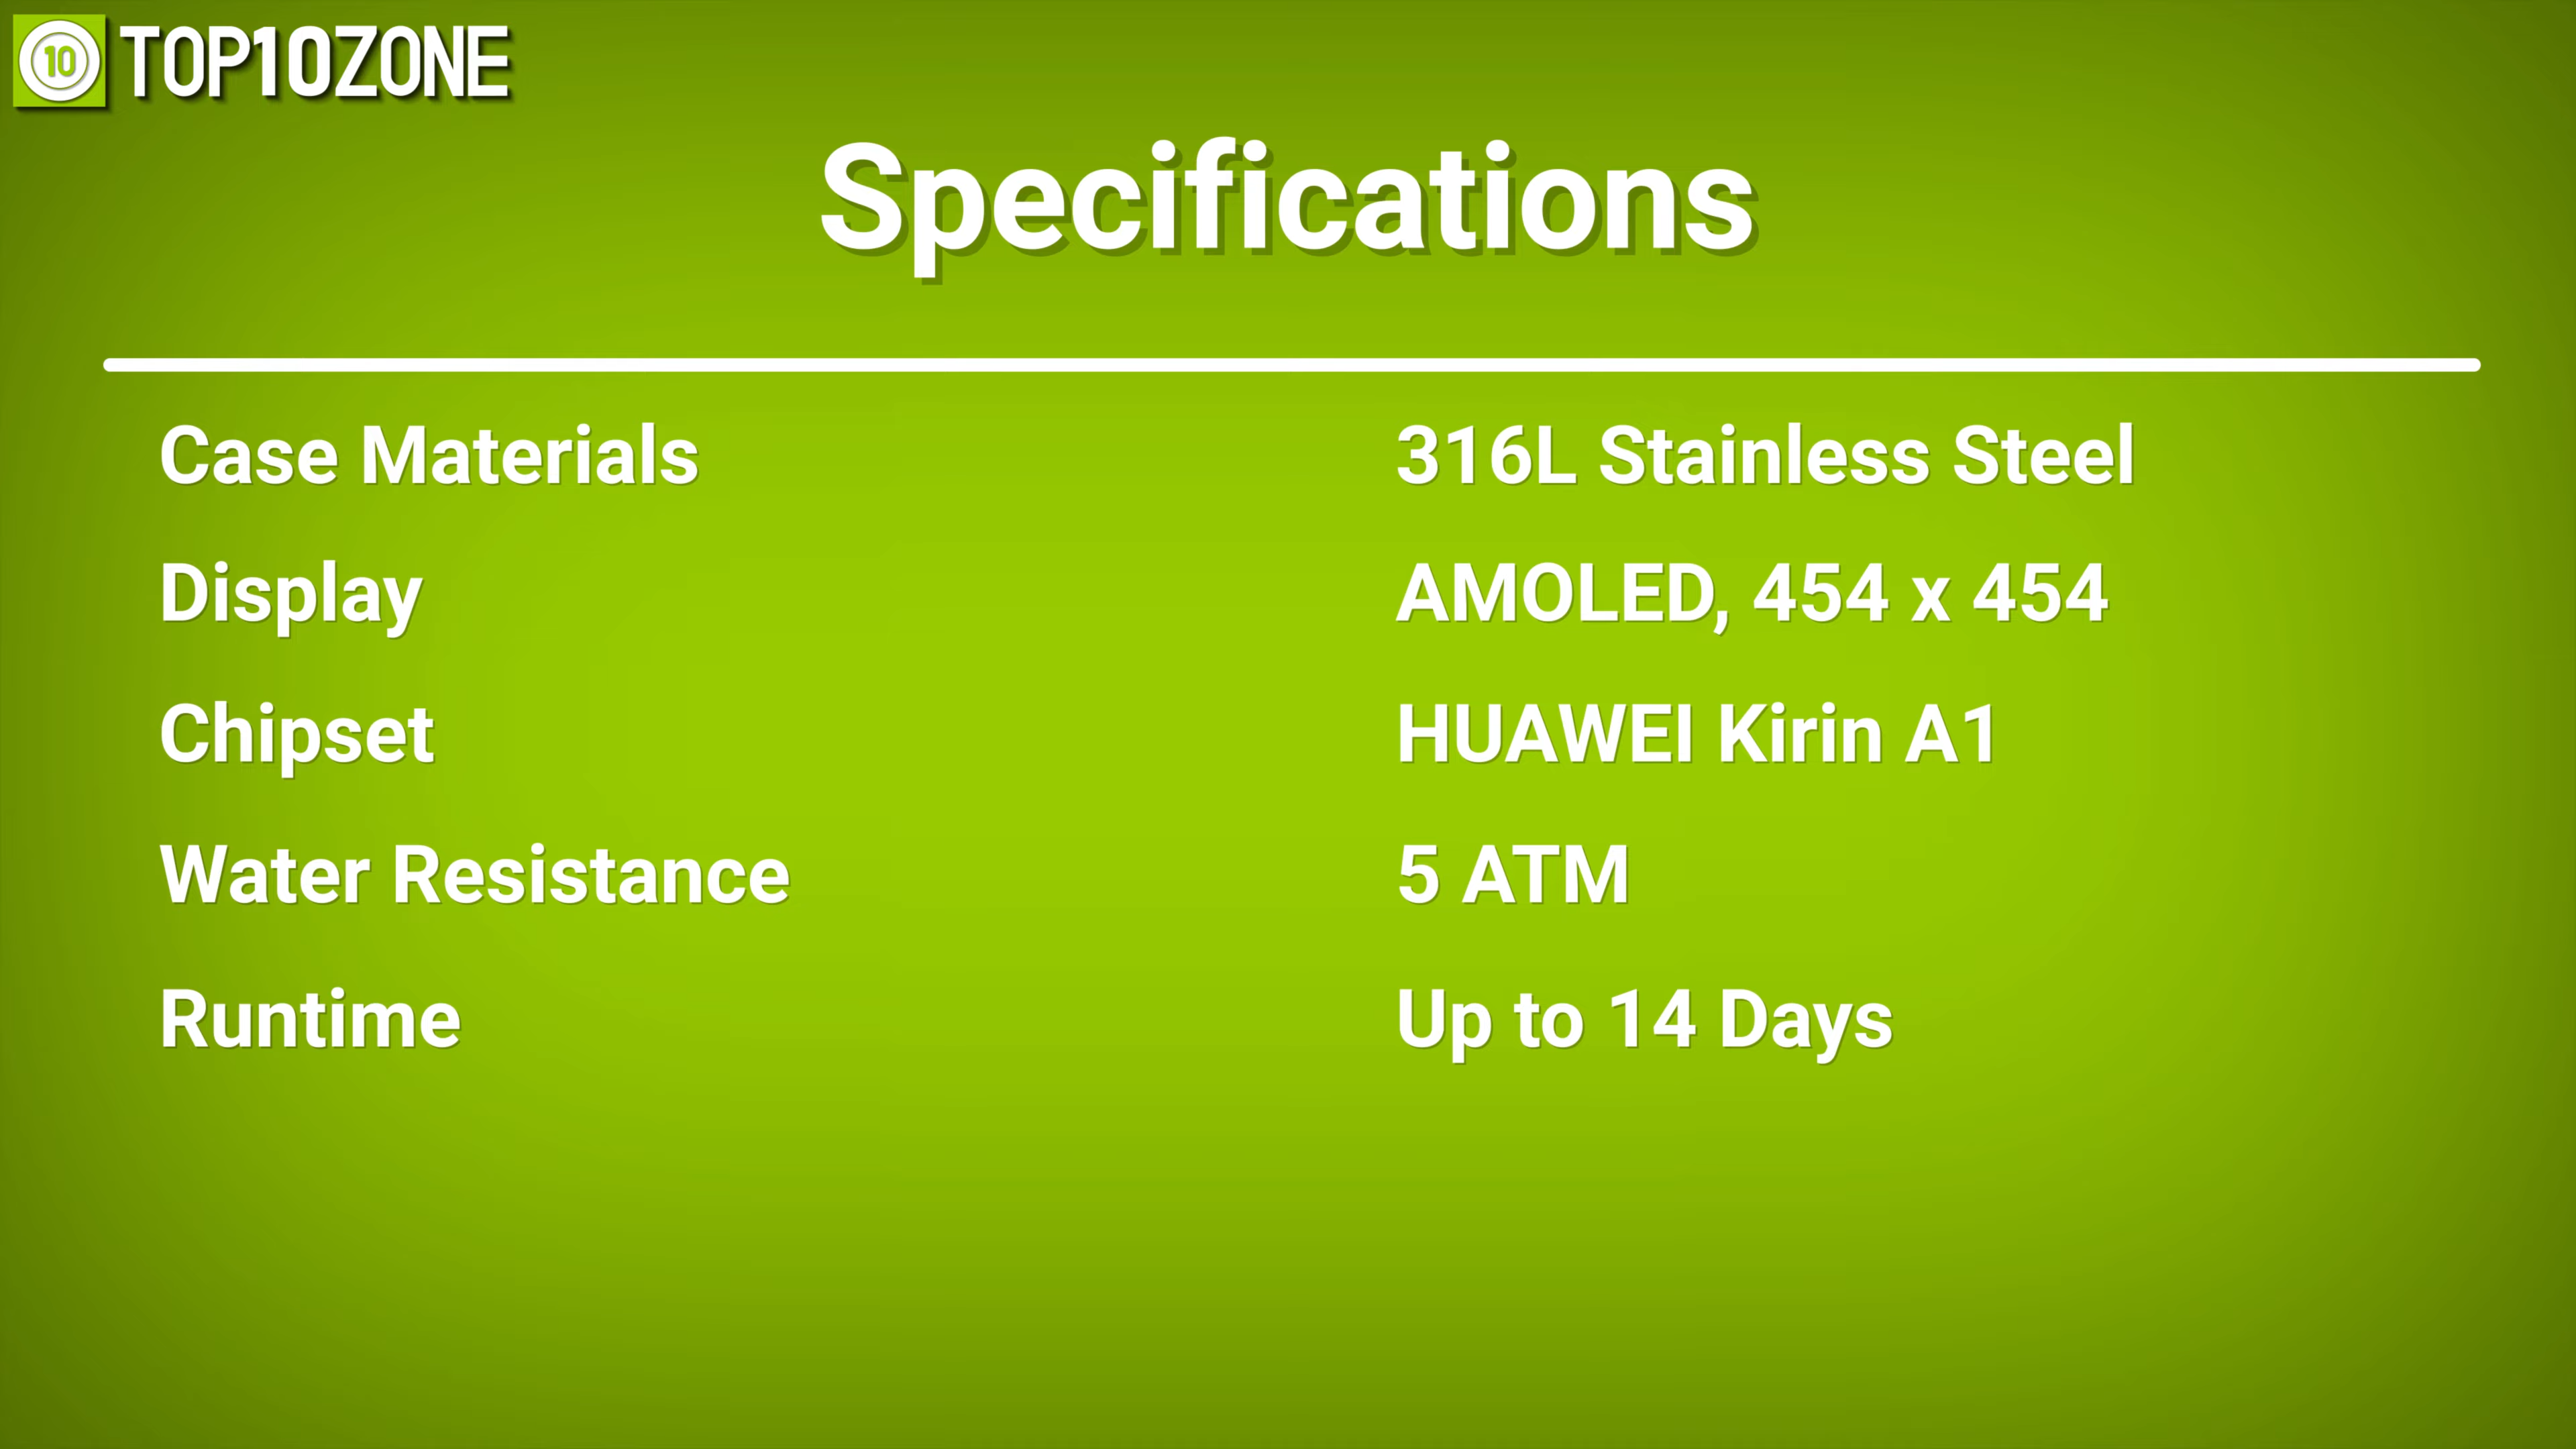 10 TOP10ZONE
Specifications
Case Materials 316L Stainless Steel
Display AMOLED, 454 x 454
Chipset HUAWEI Kirin A1
Water Resistance 5 ATM
Runtime Up to 14 Days